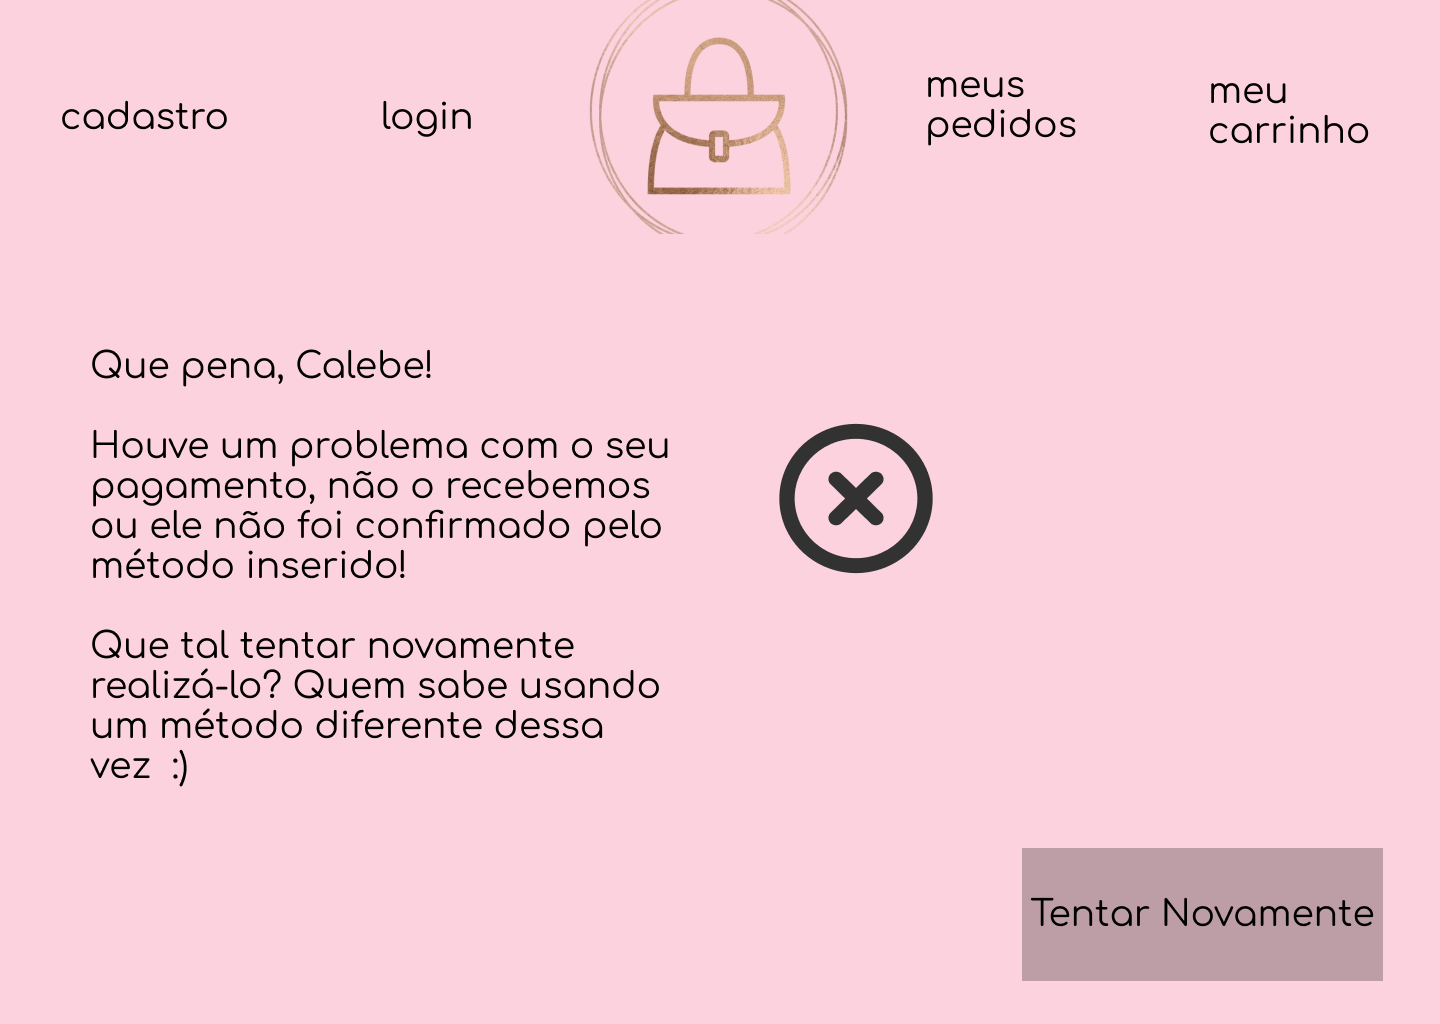 cadastro
login
meus
pedidos
meu
carrinho
Que pena, Calebe!
Houve um problema com o seu
pagamento, não o recebemos
ou ele não foi confirmado pelo
método inserido!
Que tal tentar novamente
realizá-lo? Quem sabe usando
um método diferente dessa
vez  :)
Tentar Novamente